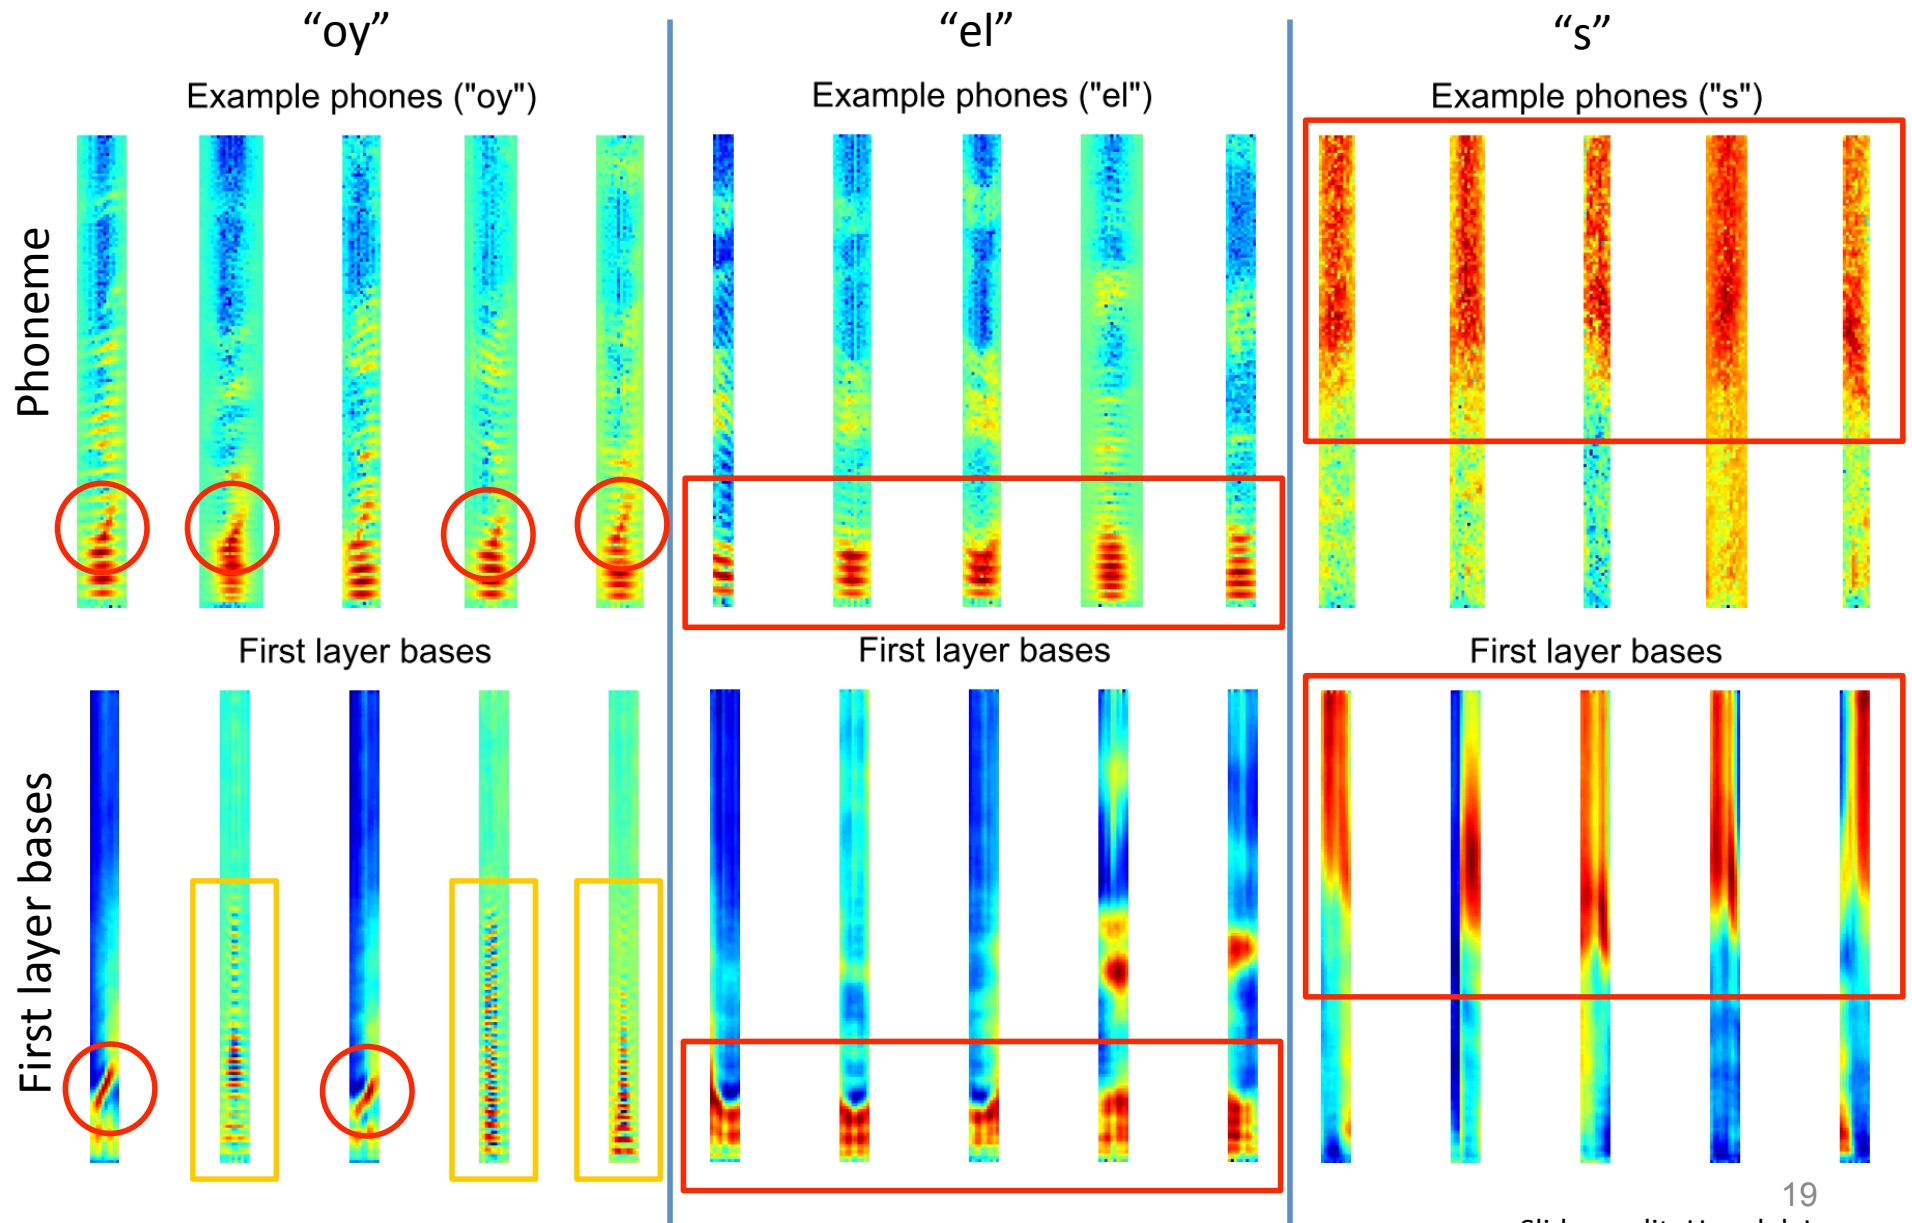 “oy”
“el”
“s”
Example phones ("oy")
Example phones ("el")
Example phones ("s")
Phoneme
First layer bases
First layer bases
First layer bases
First layer bases
19